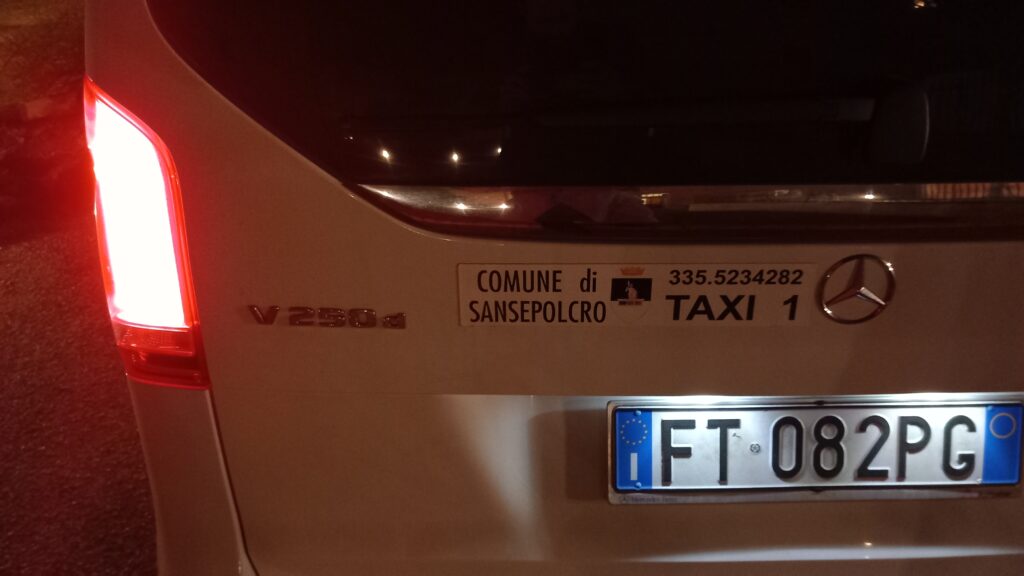 V 250 d
COMUNE di
SANSEPOLCRO
335.5234282
TAXI 1
FT 082PG
I